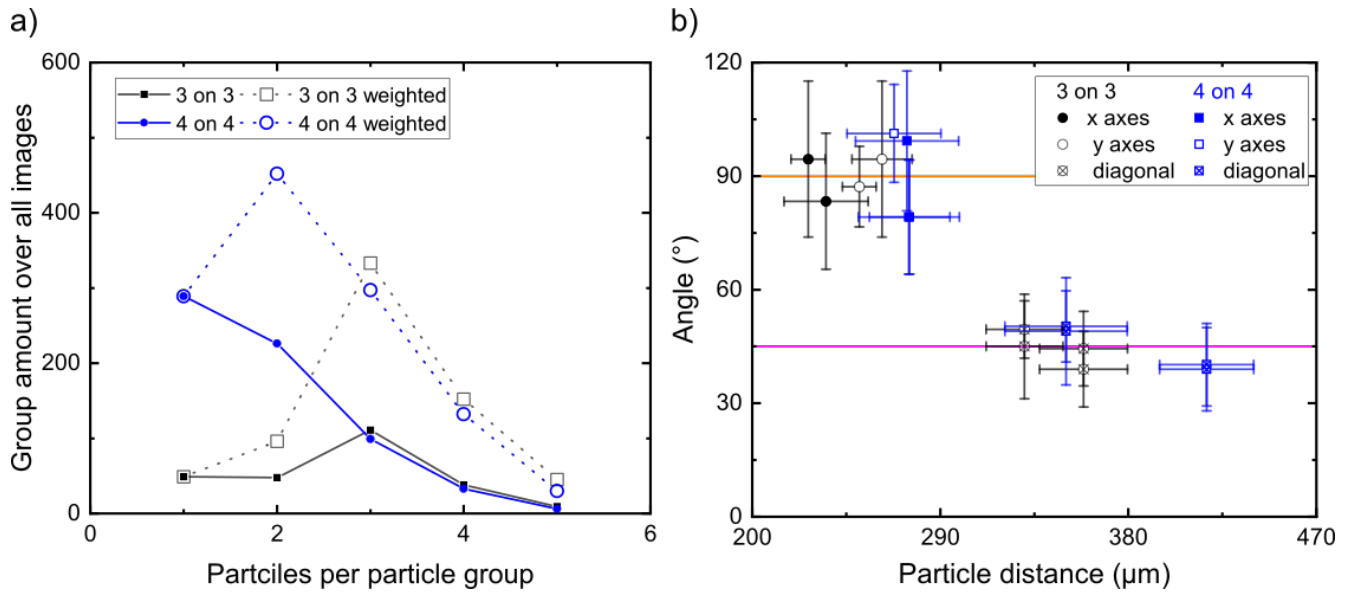 a)
600
400
200
0
0
2
4
6
Group amount over all images
Partciles per particle group
3 on 3
3 on 3 weighted
4 on 4
4 on 4 weighted
b)
120
90
60
30
0
200
290
380
470
Angle (°)
Particle distance (µm)
3 on 3
4 on 4
x axes
x axes
y axes
y axes
diagonal
diagonal